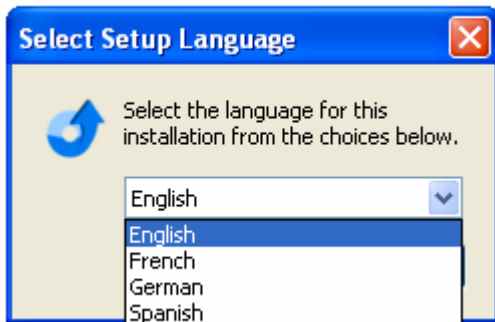 Select Setup Language
Select the language for this
installation from the choices below.
English
English
French
German
Spanish